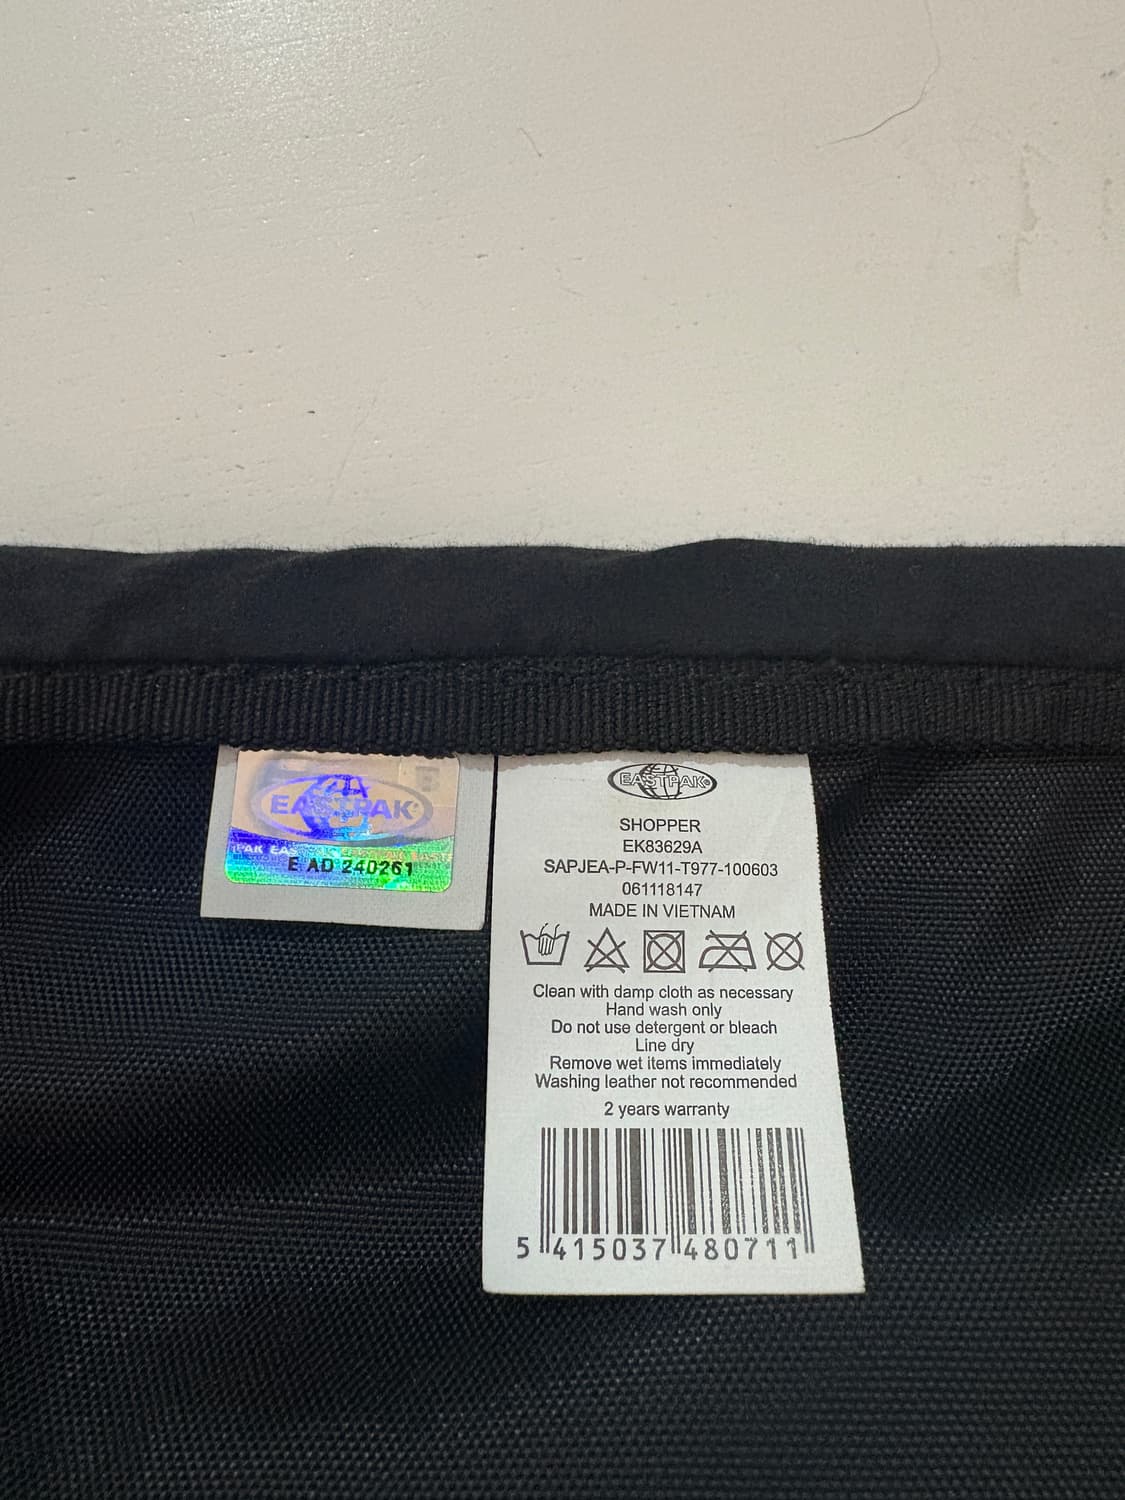 EASTPAK
E AD 240261
EASTPAK
SHOPPER
EK83629A
SAPJEA-P-FW11-T977-100603
061118147
MADE IN VIETNAM
Clean with damp cloth as necessary
Hand wash only
Do not use detergent or bleach
Line dry
Remove wet items immediately
Washing leather not recommended
2 years warranty
5 415037 480711